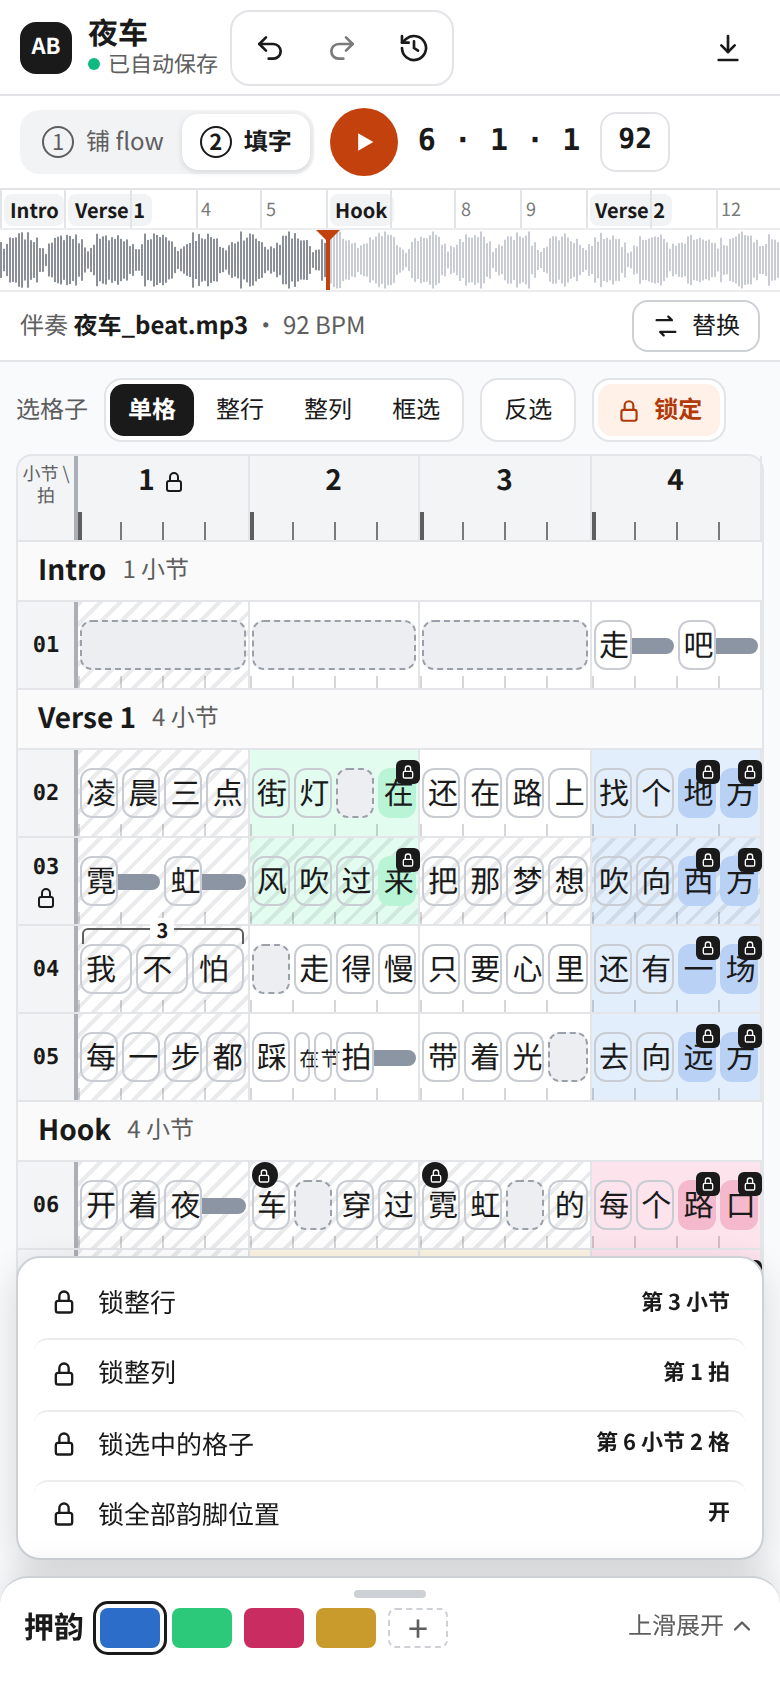 AB 夜车
已自动保存
1 铺 flow 2 填字 6 · 1 · 1 92
Intro Verse 1 4 5 Hook 8 9 Verse 2 12
伴奏 夜车_beat.mp3 · 92 BPM 替换
选格子 单格 整行 整列 框选 反选 锁定
小节 \ 拍 1 2 3 4
Intro 1 小节
01 走 吧
Verse 1 4 小节
02 凌 晨 三 点 街 灯 在 还 在 路 上 找 个 地 方
03 霓 虹 风 吹 过 来 把 那 梦 想 吹 向 西 方
3
04 我 不 怕 走 得 慢 只 要 心 里 还 有 一 场
05 每 一 步 都 踩 在 节 拍 带 着 光 去 向 远 方
Hook 4 小节
06 开 着 夜 车 穿 过 霓 虹 的 每 个 路 口
锁整行 第 3 小节
锁整列 第 1 拍
锁选中的格子 第 6 小节 2 格
锁全部韵脚位置 开
押韵 + 上滑展开